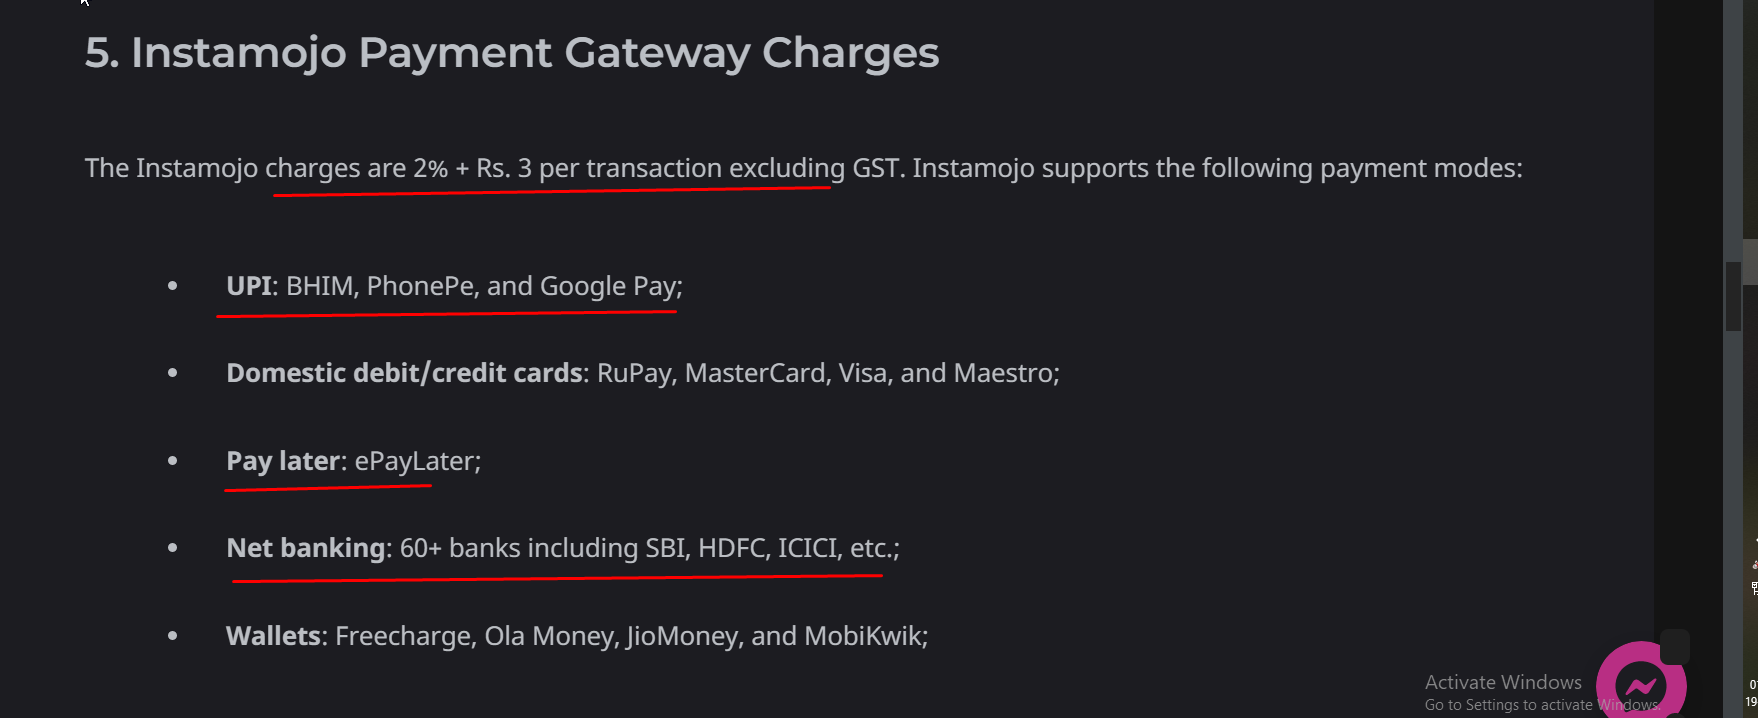 5. Instamojo Payment Gateway Charges
The Instamojo charges are 2% + Rs. 3 per transaction excluding GST. Instamojo supports the following payment modes:
• UPI: BHIM, PhonePe, and Google Pay;
• Domestic debit/credit cards: RuPay, MasterCard, Visa, and Maestro;
• Pay later: ePayLater;
• Net banking: 60+ banks including SBI, HDFC, ICICI, etc.;
• Wallets: Freecharge, Ola Money, JioMoney, and MobiKwik;
Activate Windows
Go to Settings to activate Windows.